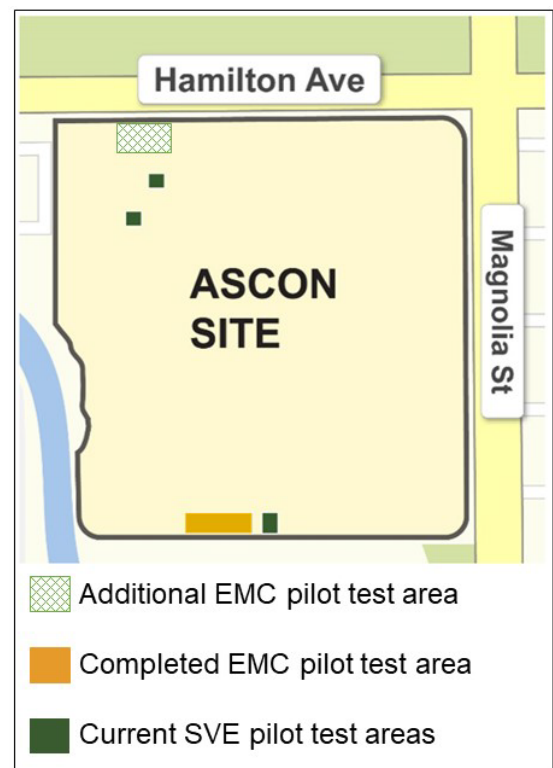 Hamilton Ave
Magnolia St
ASCON
SITE
Additional EMC pilot test area
Completed EMC pilot test area
Current SVE pilot test areas